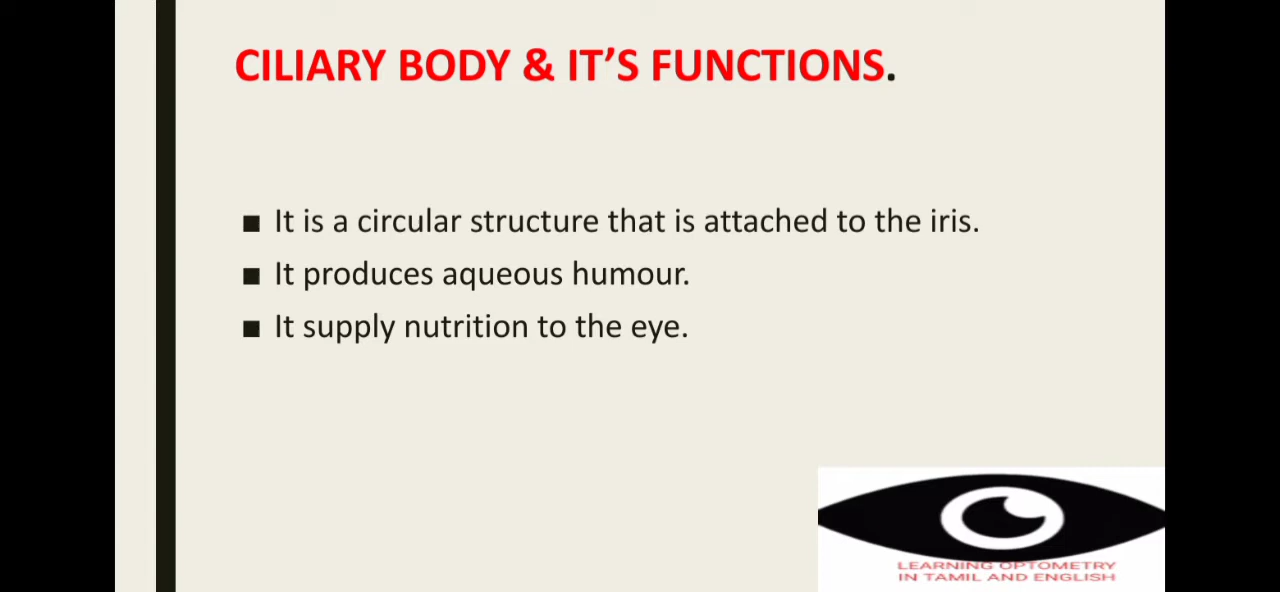 CILIARY BODY & IT’S FUNCTIONS.
■ It is a circular structure that is attached to the iris.
■ It produces aqueous humour.
■ It supply nutrition to the eye.
LEARNING OPTOMETRY
IN TAMIL AND ENGLISH